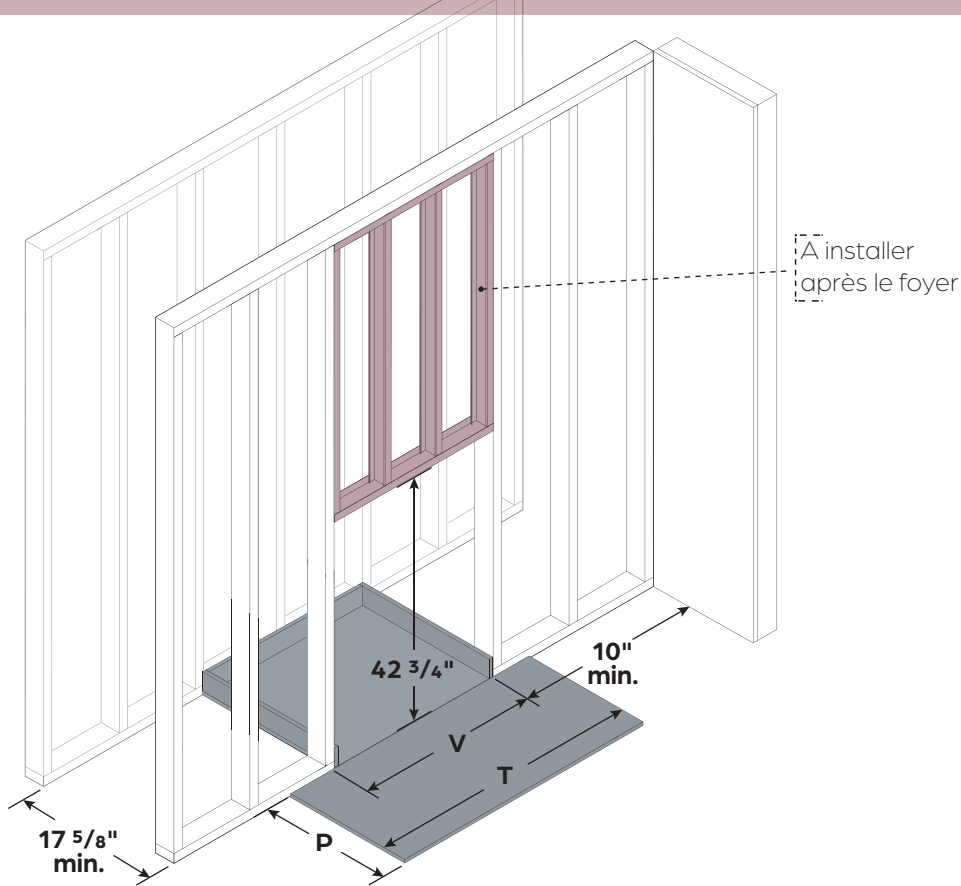 A installer
après le foyer
42 3/4"
10"
min.
V
T
P
17 5/8"
min.